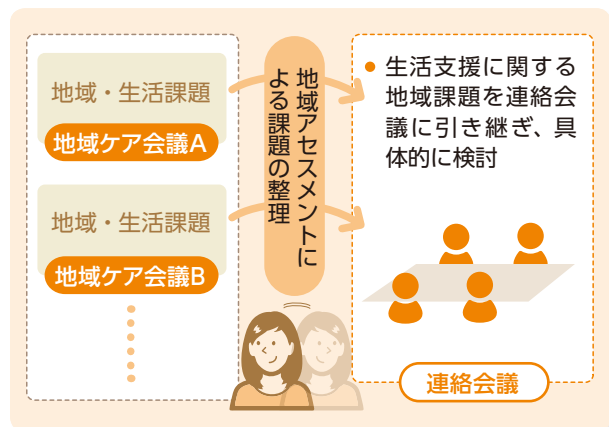 地域・生活課題
地域ケア会議A
地域・生活課題
地域ケア会議B
地域アセスメントに
よる課題の整理
● 生活支援に関する
地域課題を連絡会
議に引き継ぎ、具
体的に検討
連絡会議